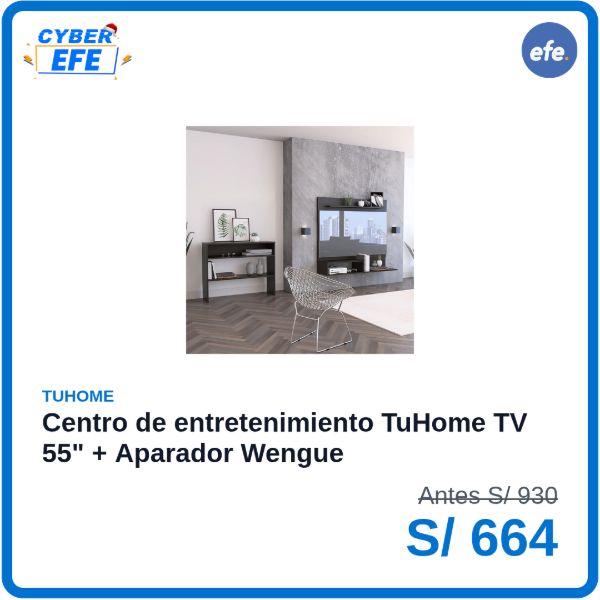 CYBER
EFE
efe.
TUHOME
Centro de entretenimiento TuHome TV
55" + Aparador Wengue
Antes S/ 930
S/ 664